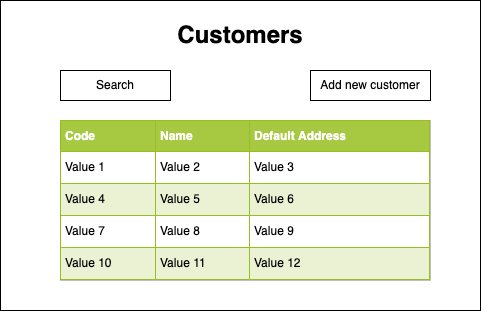 Customers
Search
Add new customer
Code Name Default Address
Value 1 Value 2 Value 3
Value 4 Value 5 Value 6
Value 7 Value 8 Value 9
Value 10 Value 11 Value 12